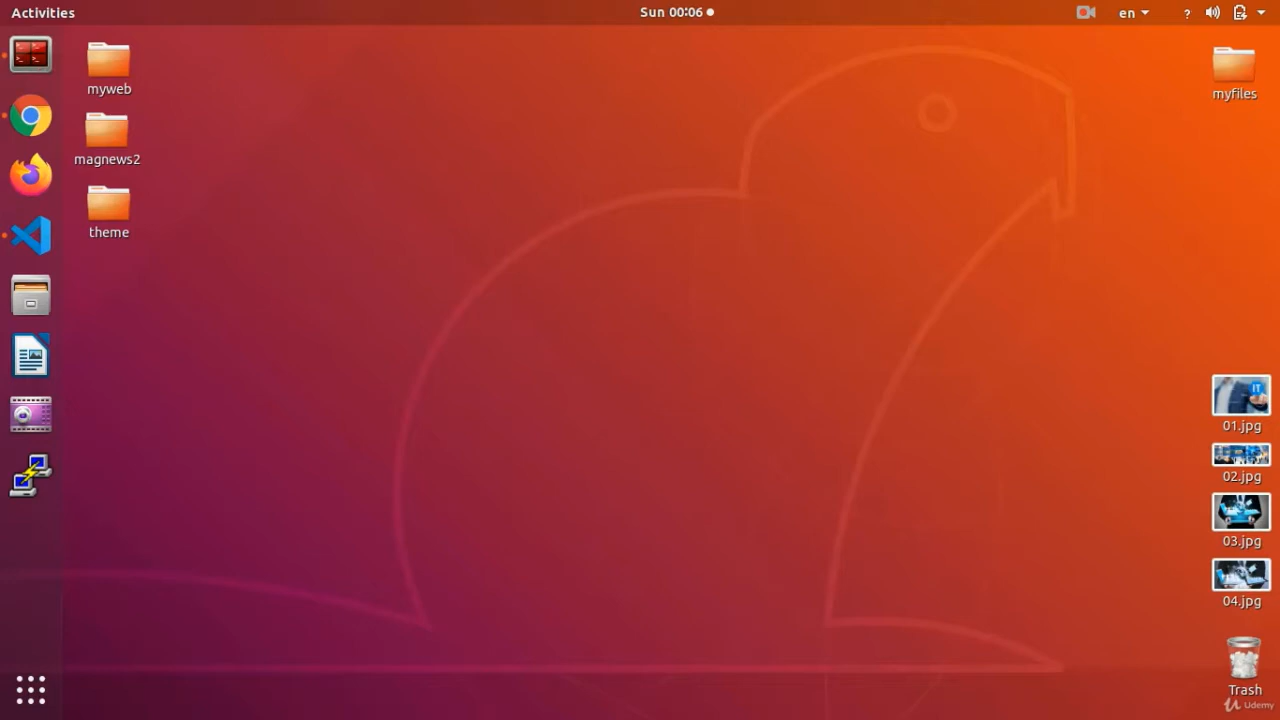 Activities
Sun 00:06
en
?
myweb
magnews2
theme
myfiles
IT
01.jpg
02.jpg
03.jpg
04.jpg
Trash
Udemy